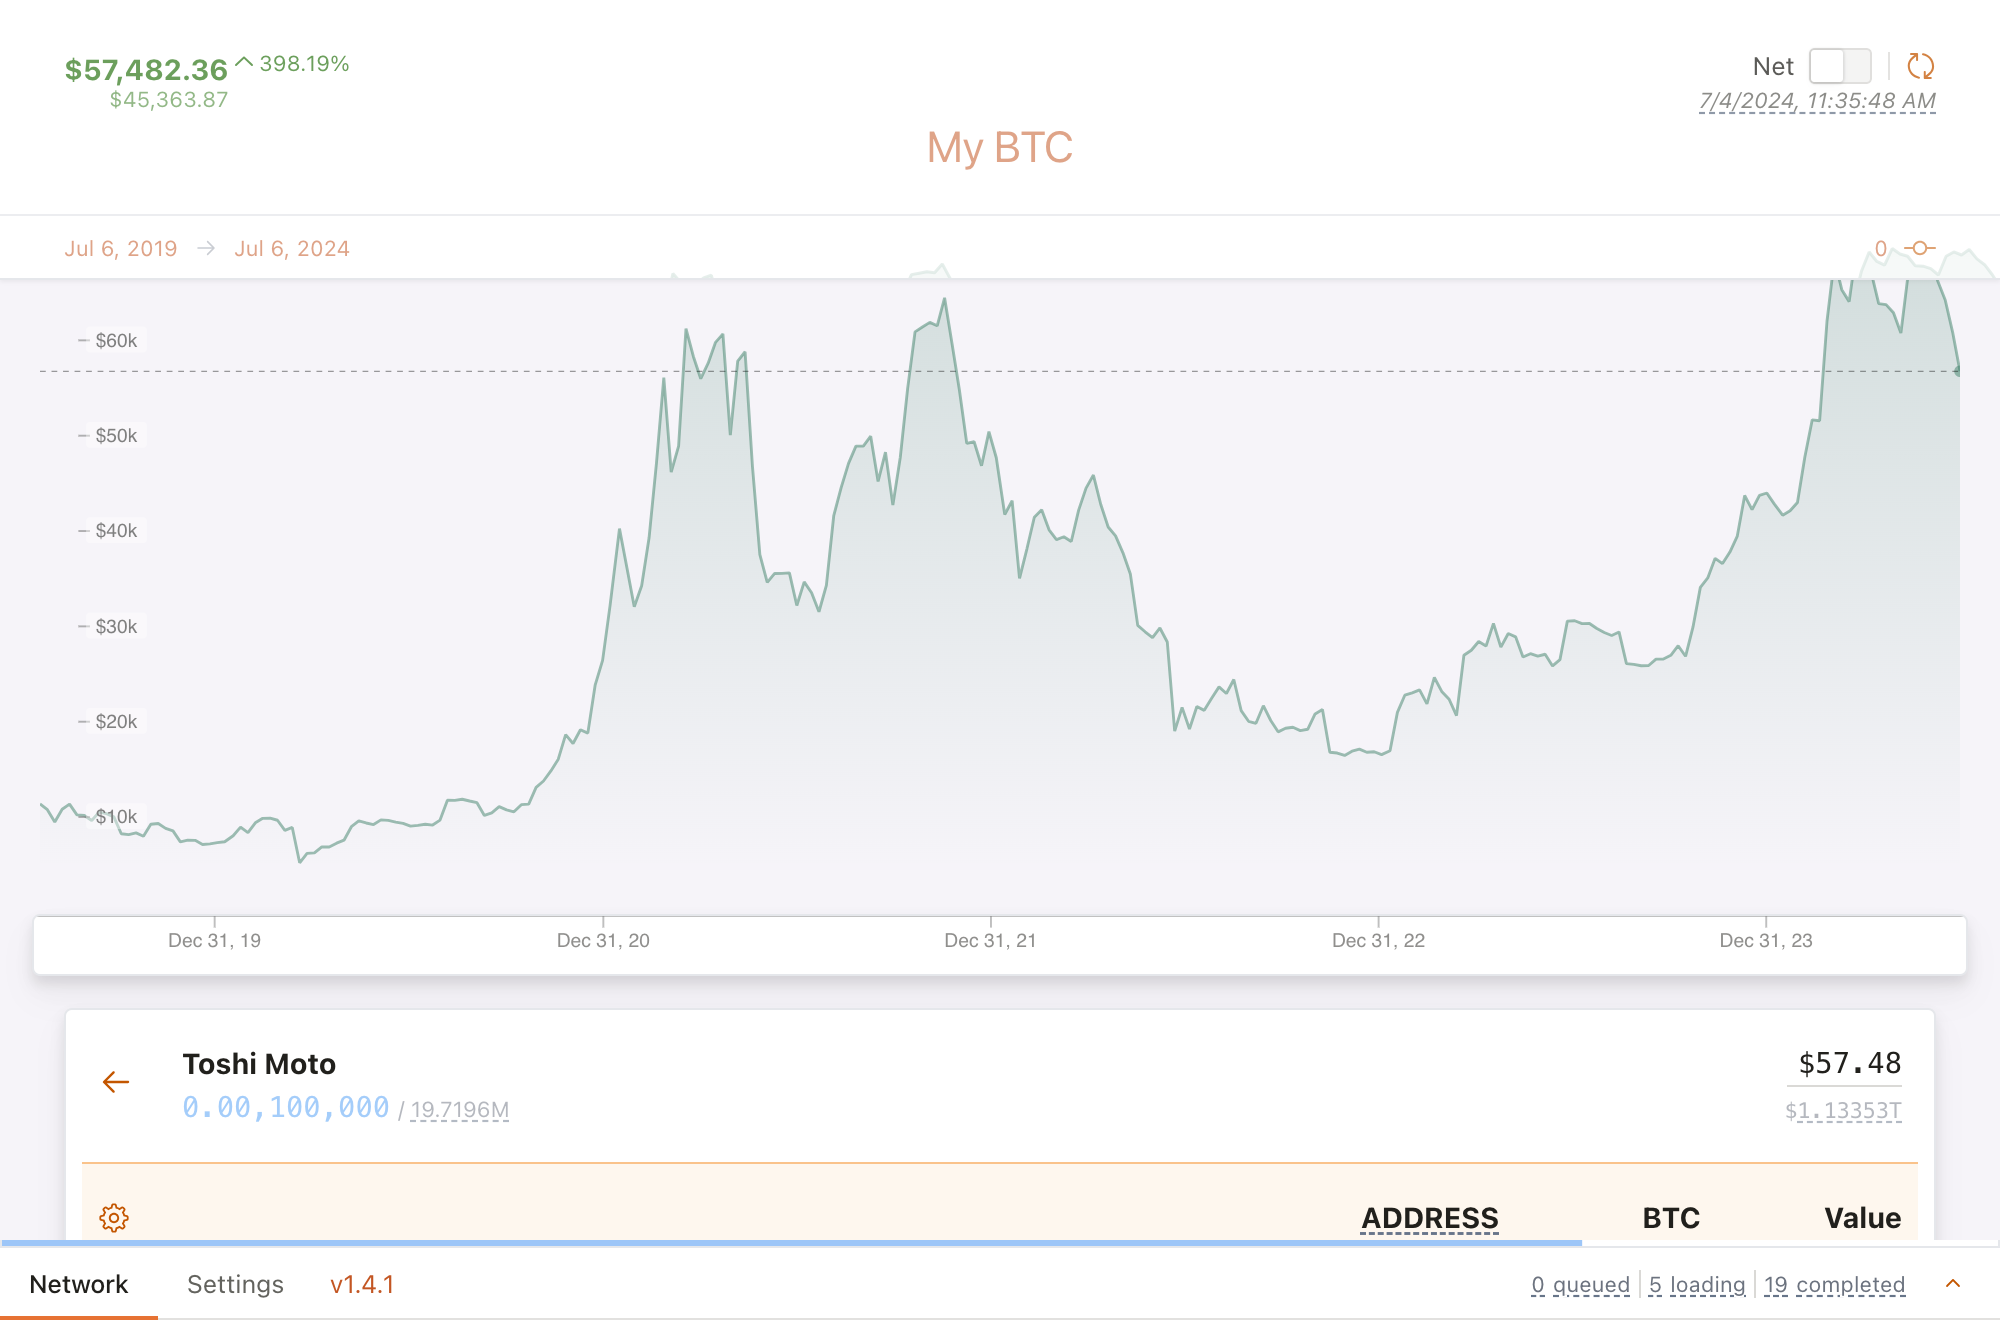 $57,482.36 398.19%
$45,363.87
Net
7/4/2024, 11:35:48 AM
My BTC
Jul 6, 2019 → Jul 6, 2024
0
$60k
$50k
$40k
$30k
$20k
$10k
Dec 31, 19 Dec 31, 20 Dec 31, 21 Dec 31, 22 Dec 31, 23
Toshi Moto $57.48
0.00,100,000 / 19.7196M $1.13353T
ADDRESS BTC Value
Network Settings v1.4.1 0 queued 5 loading 19 completed